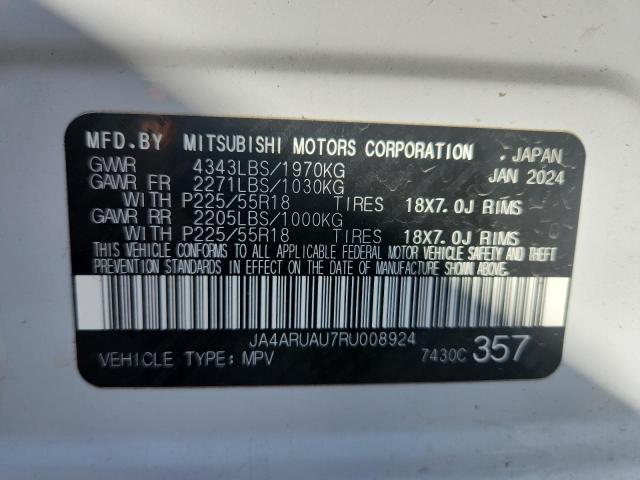 MFD.BY MITSUBISHI MOTORS CORPORATION JAPAN
GVWR 4343LBS/1970KG JAN 2024
GAWR FR 2271LBS/1030KG
WITH P225/55R18 TIRES 18X7.0J RIMS
GAWR RR 2205LBS/1000KG
WITH P225/55R18 TIRES 18X7.0J RIMS
THIS VEHICLE CONFORMS TO ALL APPLICABLE FEDERAL MOTOR VEHICLE SAFETY AND THEFT
PREVENTION STANDARDS IN EFFECT ON THE DATE OF MANUFACTURE SHOWN ABOVE.
JA4ARUAU7RU008924
VEHICLE TYPE: MPV 7430C 357